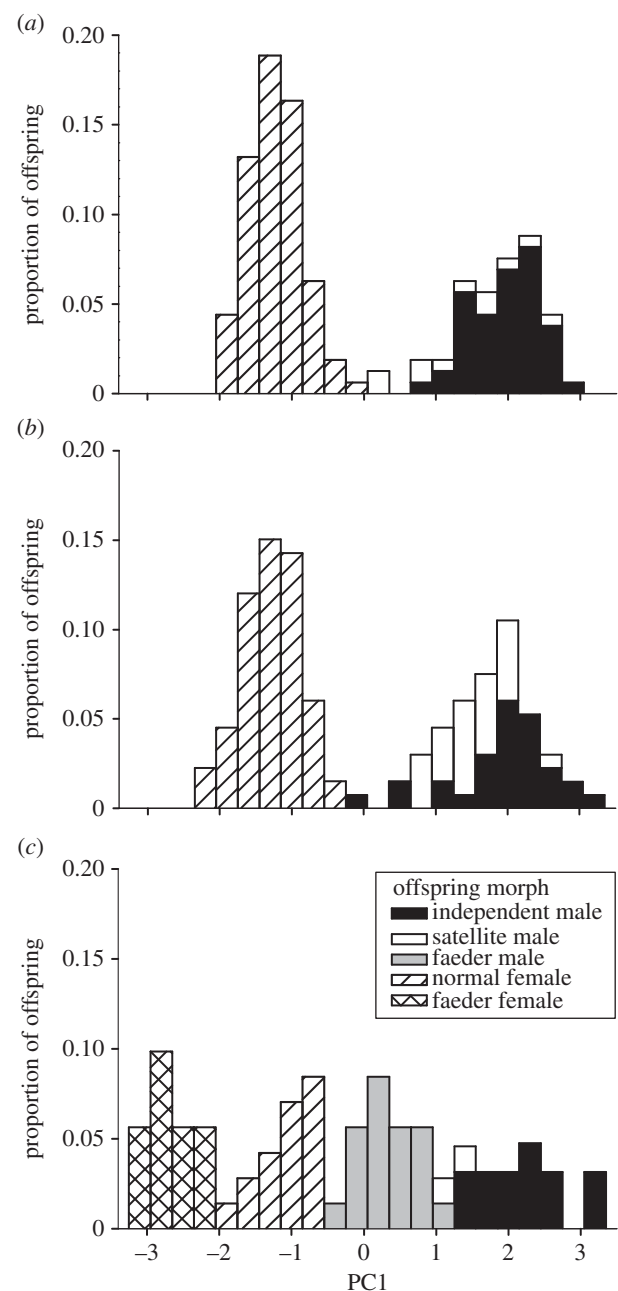 (a)
0.20
0.15
0.10
0.05
0
proportion of offspring
(b)
0.20
0.15
0.10
0.05
0
proportion of offspring
(c)
0.20
0.15
0.10
0.05
0
proportion of offspring
offspring morph
independent male
satellite male
faeder male
normal female
faeder female
–3 –2 –1 0 1 2 3
PC1